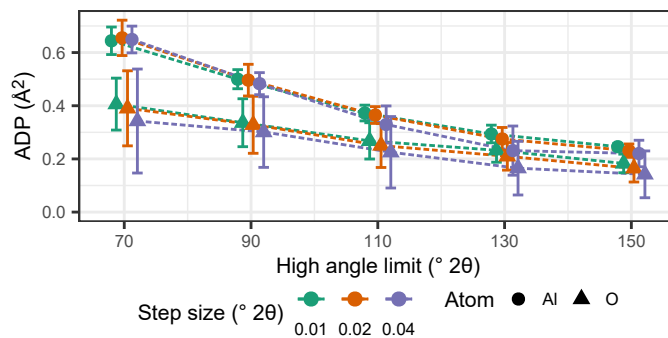 ADP (Å²)
0.6
0.4
0.2
0.0
70 90 110 130 150
High angle limit (° 2θ)
Step size (° 2θ) 0.01 0.02 0.04
Atom Al O